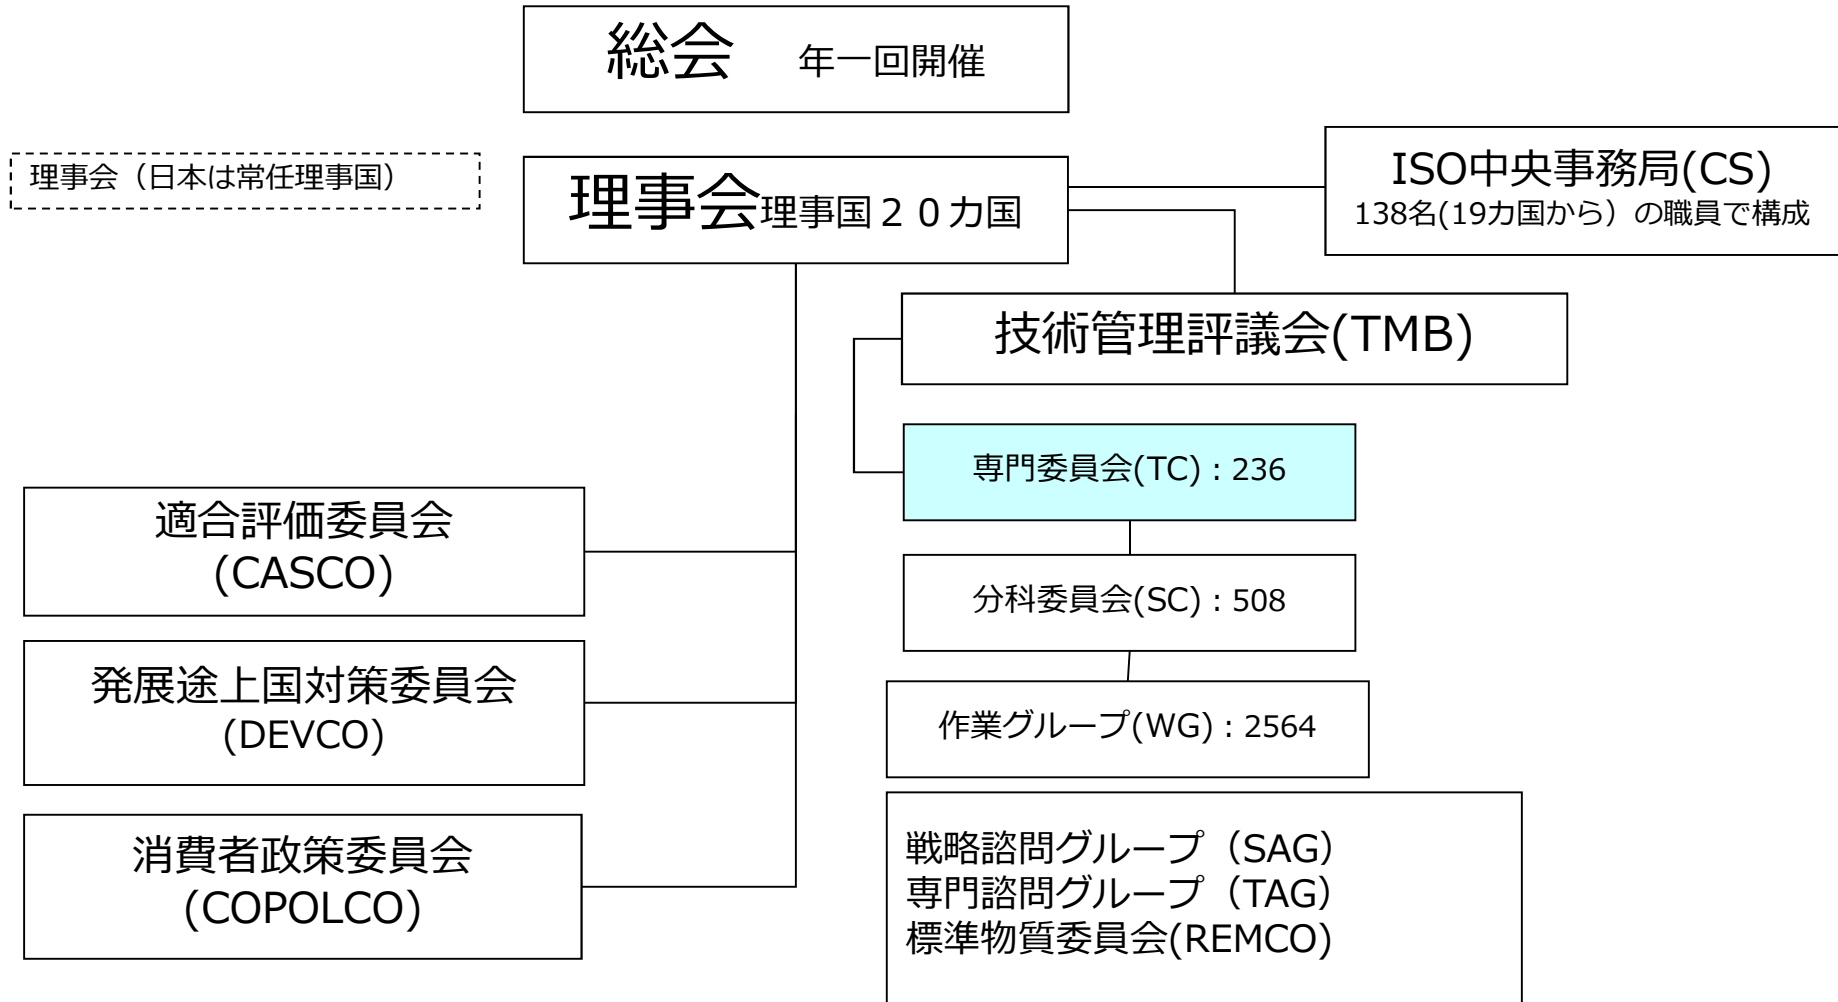 総会 年一回開催
理事会（日本は常任理事国）
理事会理事国２０カ国
ISO中央事務局(CS)
138名(19カ国から）の職員で構成
技術管理評議会(TMB)
専門委員会(TC) : 236
分科委員会(SC) : 508
作業グループ(WG) : 2564
適合評価委員会
(CASCO)
発展途上国対策委員会
(DEVCO)
消費者政策委員会
(COPOLCO)
戦略諮問グループ（SAG）
専門諮問グループ（TAG）
標準物質委員会(REMCO)